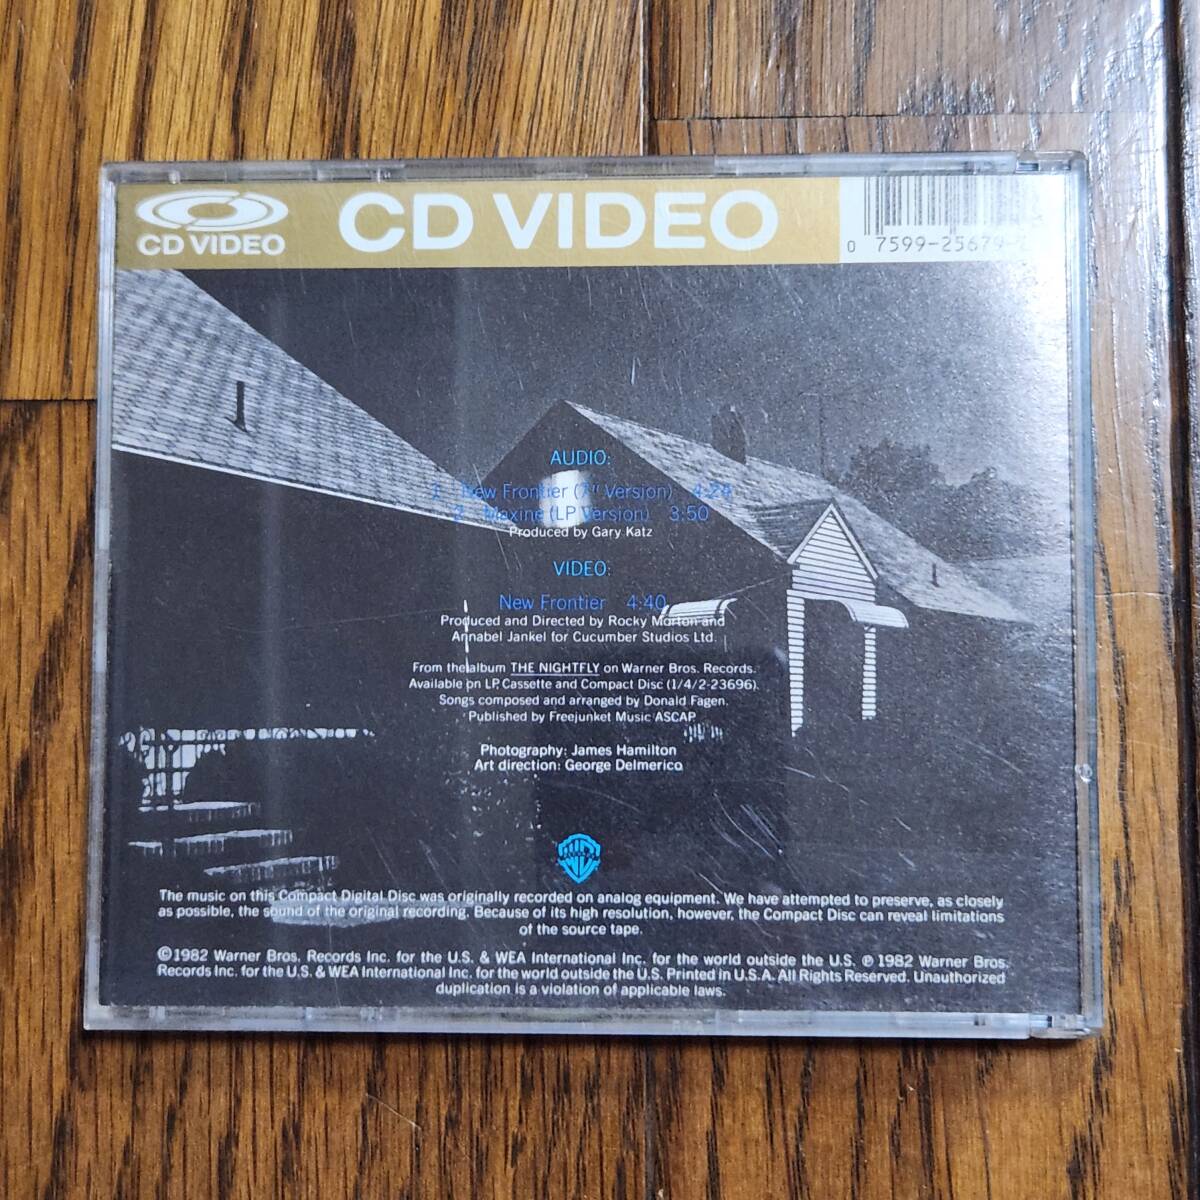 CD VIDEO
CD VIDEO
0 7599-25679-2
AUDIO:
1 New Frontier (7" Version) 4:24
2 Maxine (LP Version) 3:50
Produced by Gary Katz
VIDEO:
New Frontier 4:40
Produced and Directed by Rocky Morton and
Annabel Jankel for Cucumber Studios Ltd.
From the album THE NIGHTFLY on Warner Bros. Records.
Available on LP, Cassette and Compact Disc (1/4/2-23696).
Songs composed and arranged by Donald Fagen.
Published by Freejunket Music ASCAP
Photography: James Hamilton
Art direction: George Delmerico
The music on this Compact Digital Disc was originally recorded on analog equipment. We have attempted to preserve, as closely
as possible, the sound of the original recording. Because of its high resolution, however, the Compact Disc can reveal limitations
of the source tape.
©1982 Warner Bros. Records Inc. for the U.S. & WEA International Inc. for the world outside the U.S. ℗ 1982 Warner Bros.
Records Inc. for the U.S. & WEA International Inc. for the world outside the U.S. Printed in U.S.A. All Rights Reserved. Unauthorized
duplication is a violation of applicable laws.